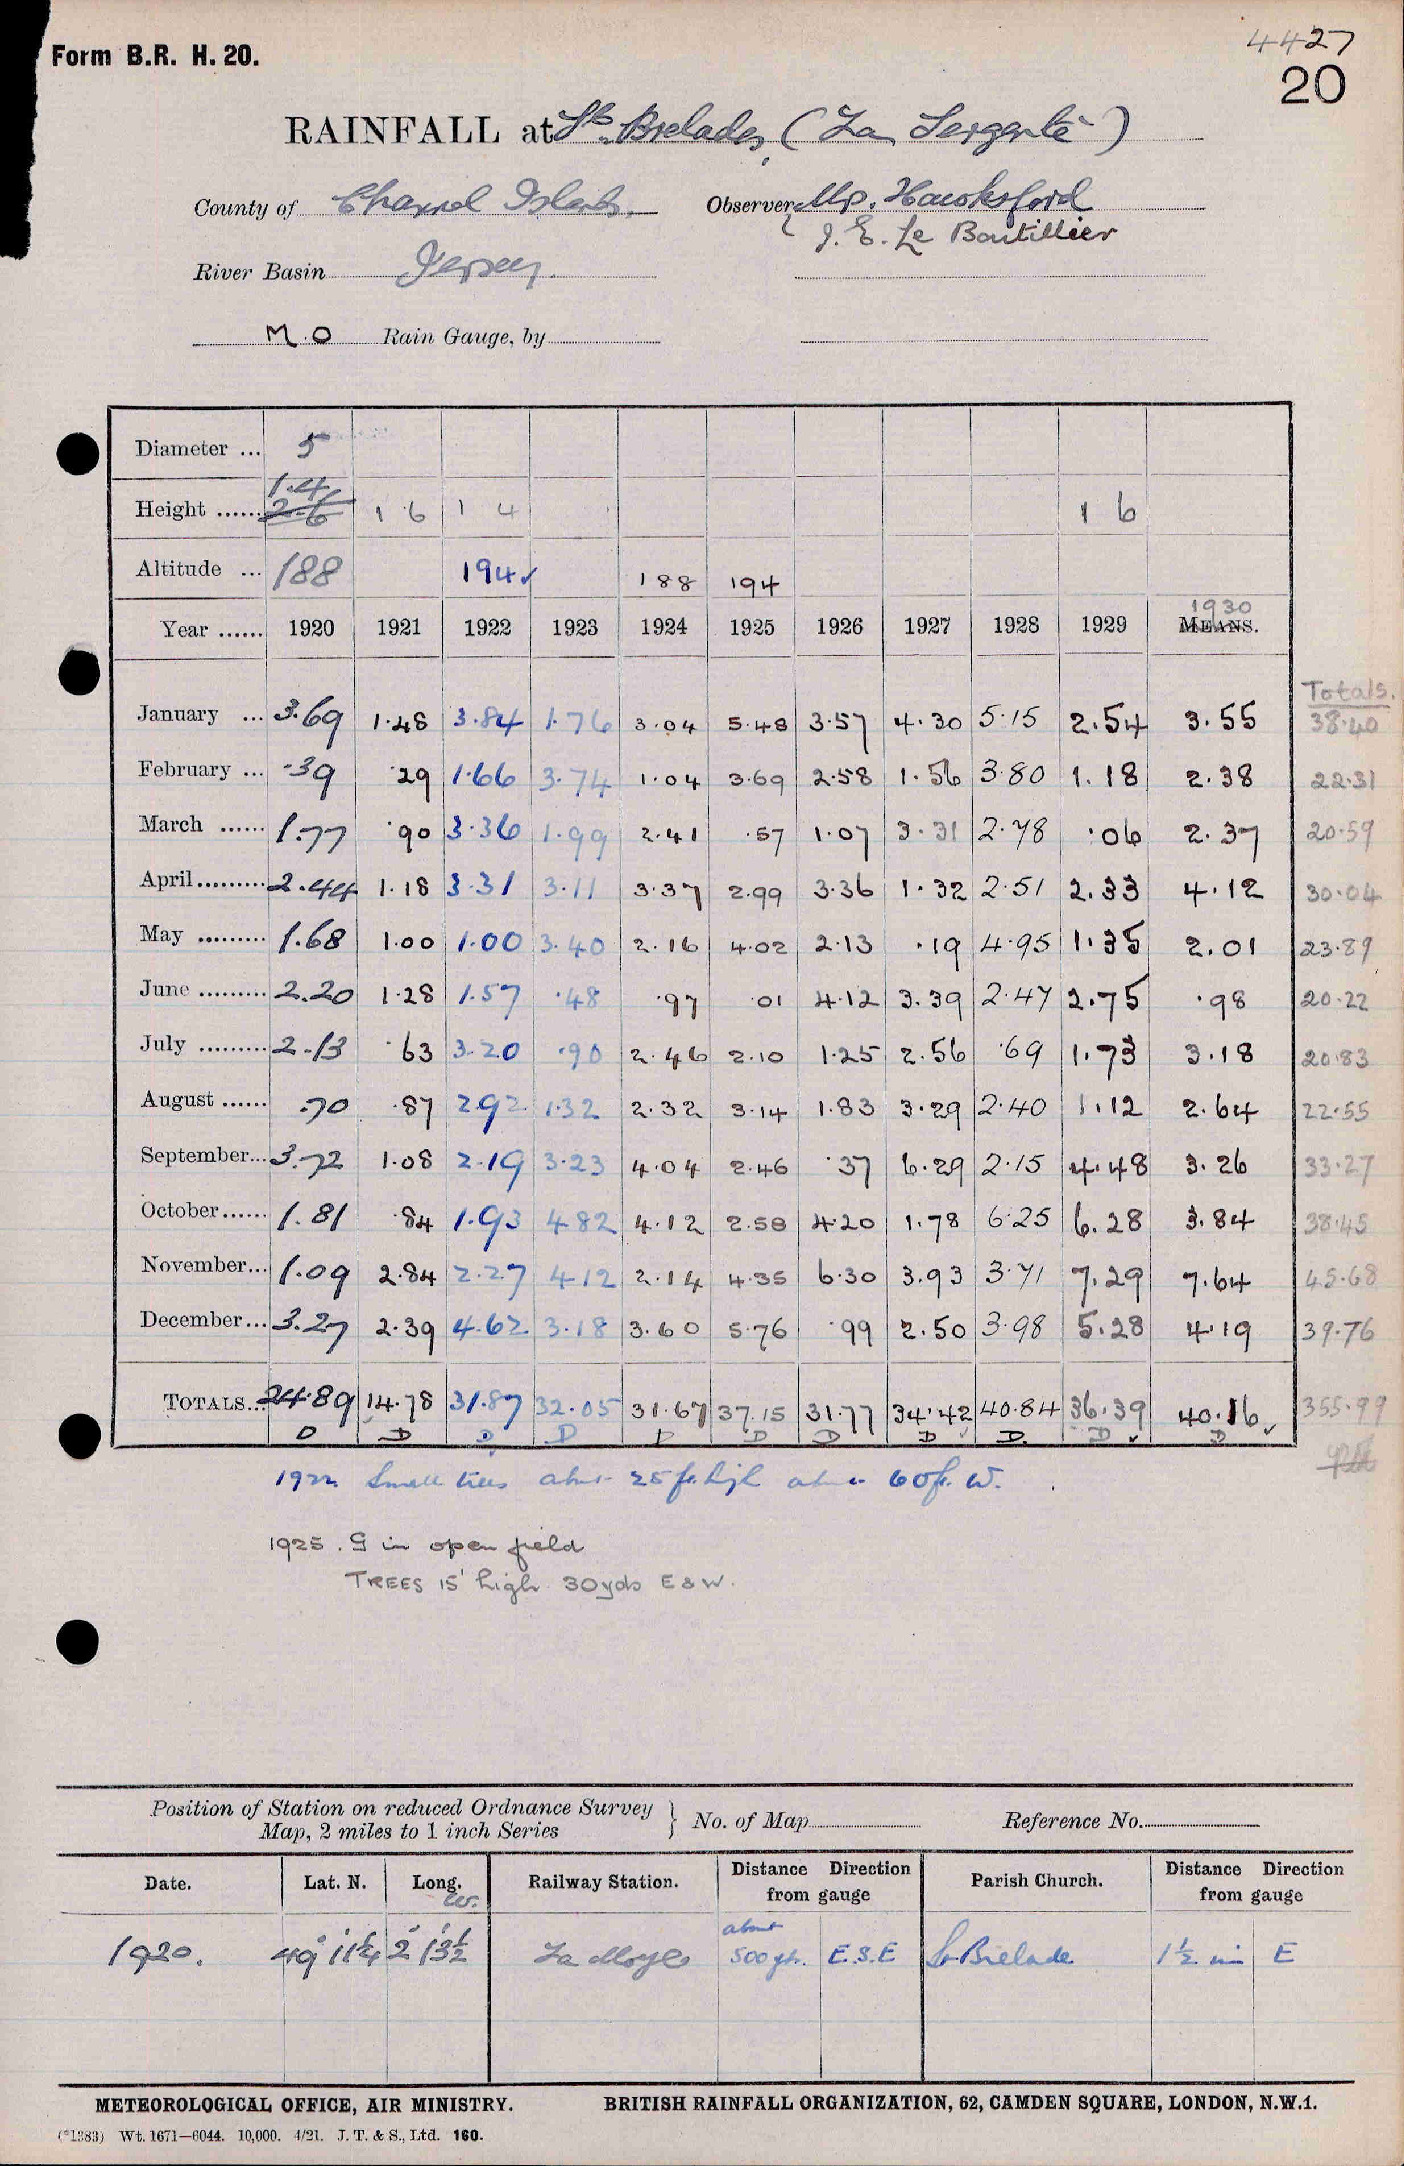 4427
Form B.R. H. 20.
20
RAINFALL at St. Brelades, (La Sergenté)
County of Channel Islands. Observer Mr. Hawksford
J. E. Le Boutillier
River Basin Jersey.
M.O Rain Gauge, by
Diameter ... 5
1.4
Height ...... 2.6 1 6 1 4 1 6
Altitude ... 188 194 188 194
1930
Year ...... 1920 1921 1922 1923 1924 1925 1926 1927 1928 1929 MEANS.
Totals.
January ... 3.69 1.48 3.84 1.76 3.04 5.48 3.57 4.30 5.15 2.54 3.55 38.40
February ... .39 .29 1.66 3.74 1.04 3.69 2.58 1.56 3.80 1.18 2.38 22.31
March ...... 1.77 .90 3.36 1.99 2.41 .57 1.07 3.31 2.78 .06 2.37 20.59
April ......... 2.44 1.18 3.31 3.11 3.37 2.99 3.36 1.32 2.51 2.33 4.12 30.04
May ......... 1.68 1.00 1.00 3.40 2.16 4.02 2.13 .19 4.95 1.35 2.01 23.89
June ......... 2.20 1.28 1.57 .48 .97 .01 4.12 3.39 2.47 2.75 .98 20.22
July ......... 2.13 .63 3.20 .90 2.46 2.10 1.25 2.56 .69 1.73 3.18 20.83
August ...... .70 .87 2.92 1.32 2.32 3.14 1.83 3.29 2.40 1.12 2.64 22.55
September... 3.72 1.08 2.19 3.23 4.04 2.46 .37 6.29 2.15 4.48 3.26 33.27
October...... 1.81 .84 1.93 4.82 4.12 2.58 4.20 1.78 6.25 6.28 3.84 38.45
November... 1.09 2.84 2.27 4.12 2.14 4.35 6.30 3.93 3.71 7.29 7.64 45.68
December ... 3.27 2.39 4.62 3.18 3.60 5.76 .99 2.50 3.98 5.28 4.19 39.76
TOTALS... 24.89 14.78 31.87 32.05 31.67 37.15 31.77 34.42 40.84 36.39 40.16 355.99
D D D D D D D D D D D
1922 Small trees about 25 ft. high about 60 ft. W.
1925. G in open field
TREES 15' high 30 yds E & W.
Position of Station on reduced Ordnance Survey
Map, 2 miles to 1 inch Series } No. of Map Reference No.
Date. Lat. N. Long. W. Railway Station. Distance Direction from gauge Parish Church. Distance Direction from gauge
1920. 49° 11¼' 2° 13½' La Moye about 500 yds. E.S.E St Brelade 1½ mi E
METEOROLOGICAL OFFICE, AIR MINISTRY. BRITISH RAINFALL ORGANIZATION, 62, CAMDEN SQUARE, LONDON, N.W.1.
(*1383) Wt. 1671—6044. 10,000. 4/21. J. T. & S., Ltd. 160.